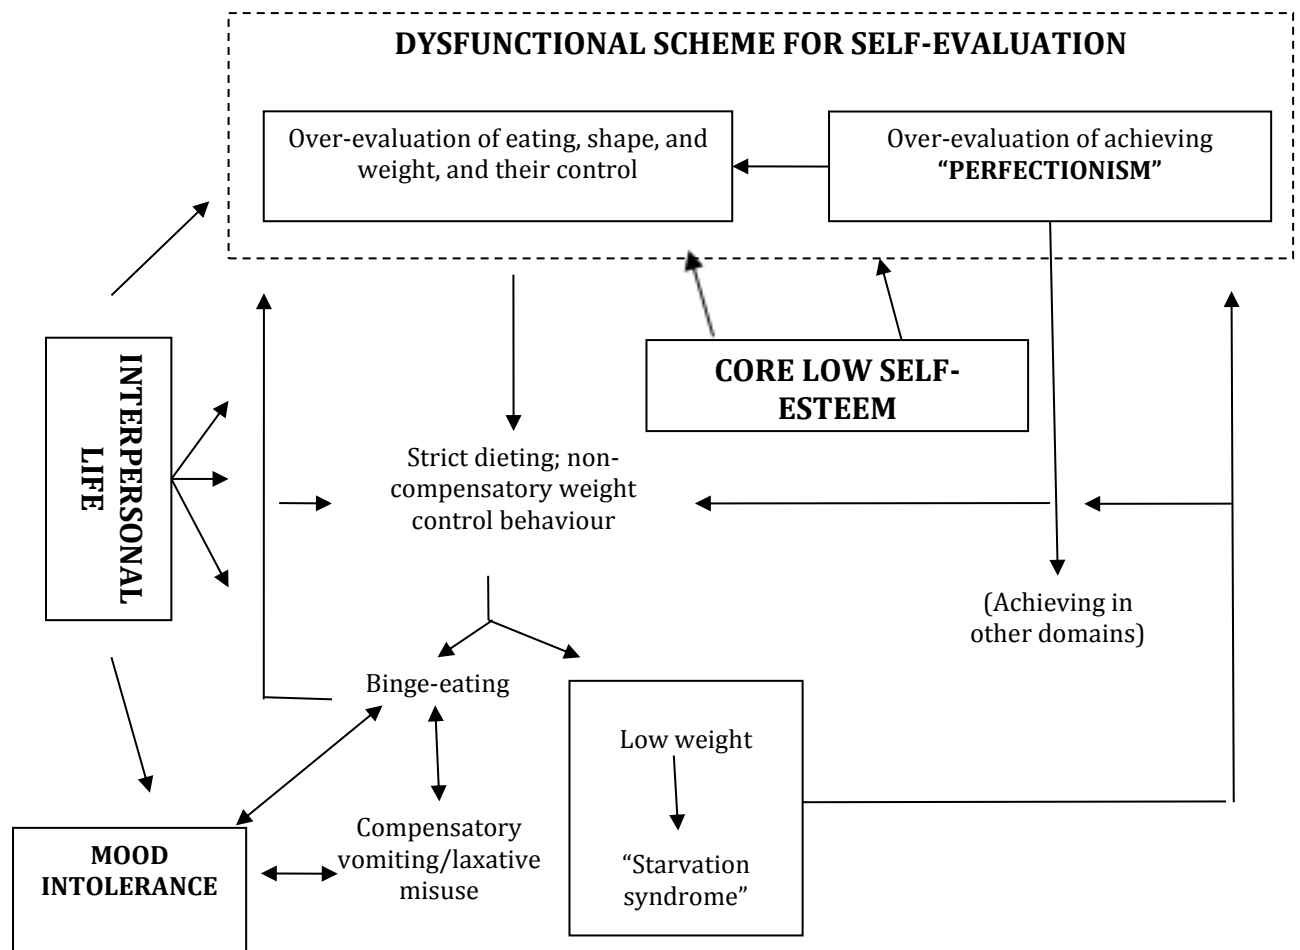 DYSFUNCTIONAL SCHEME FOR SELF-EVALUATION
Over-evaluation of eating, shape, and
weight, and their control
Over-evaluation of achieving
“PERFECTIONISM”
CORE LOW SELF-
ESTEEM
INTERPERSONAL
LIFE
Strict dieting; non-
compensatory weight
control behaviour
(Achieving in
other domains)
Binge-eating
Low weight
“Starvation
syndrome”
Compensatory
vomiting/laxative
misuse
MOOD
INTOLERANCE